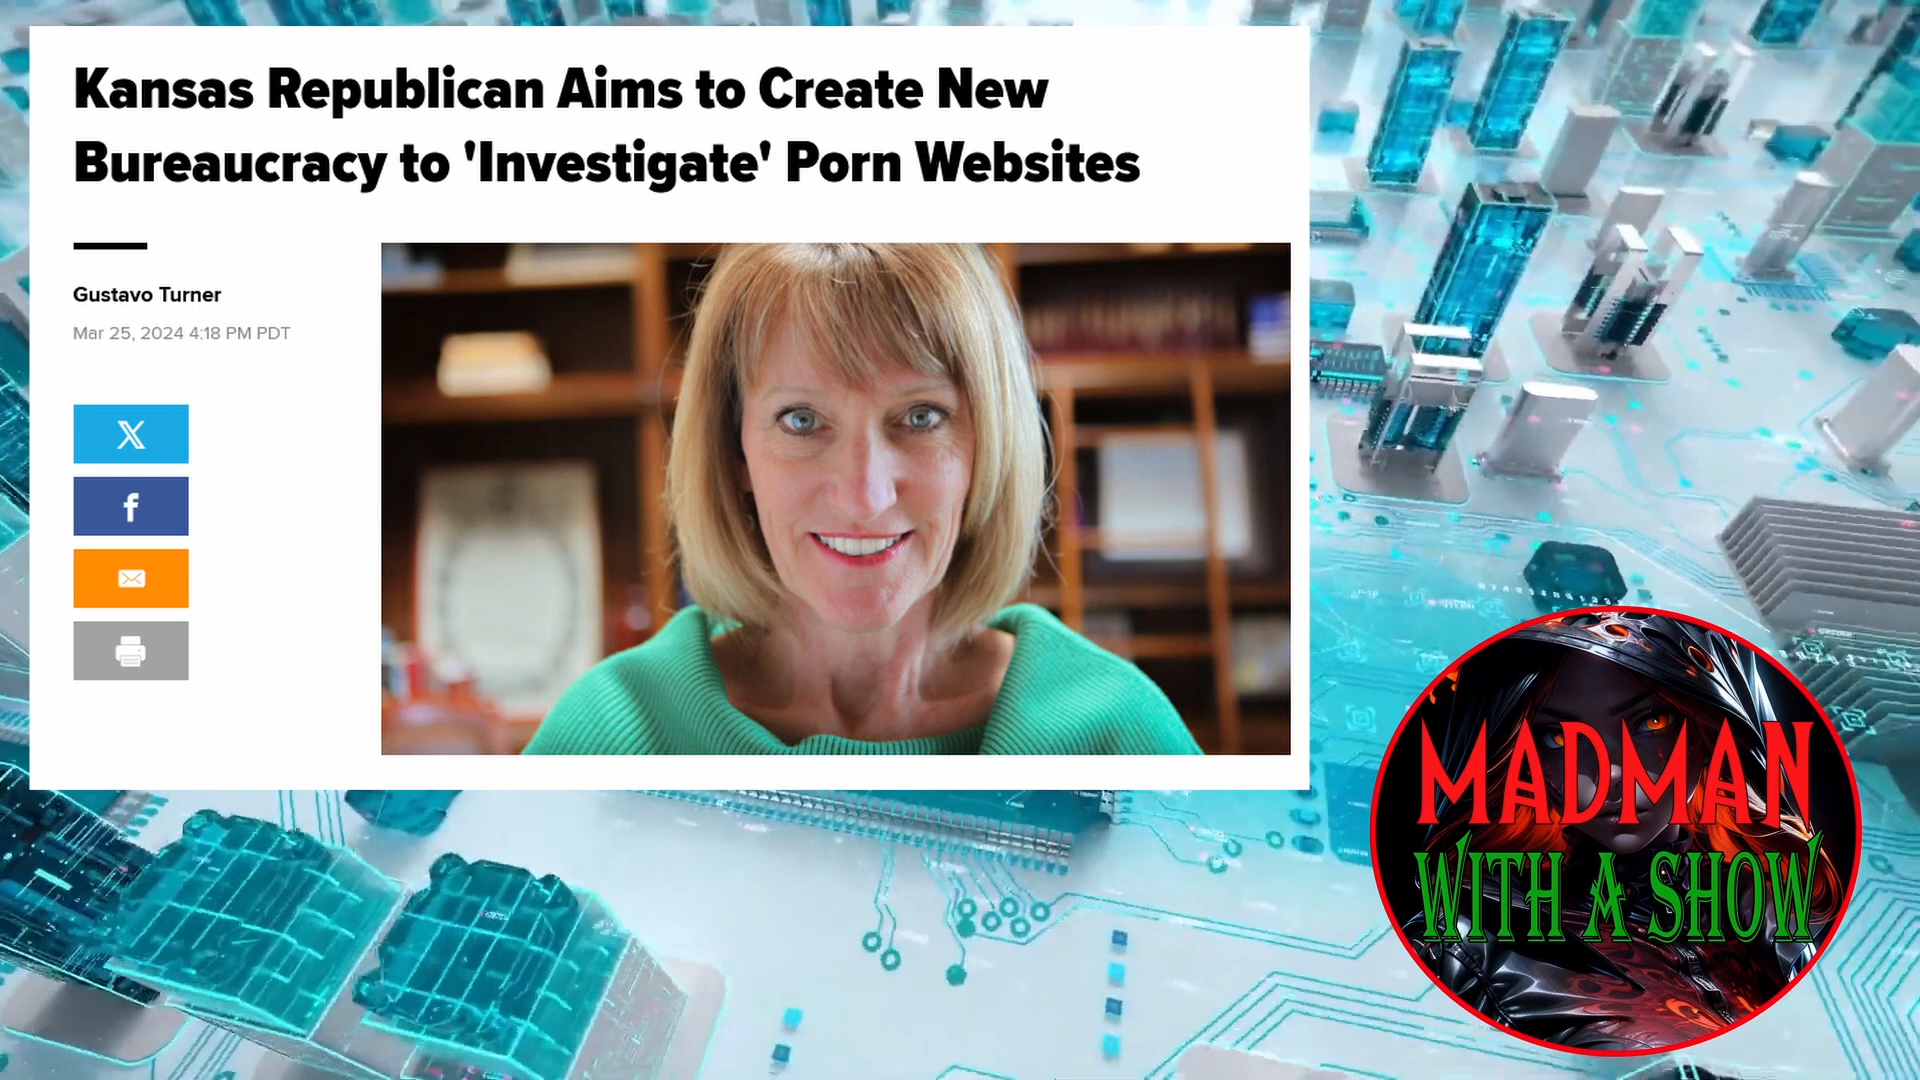 Kansas Republican Aims to Create New
Bureaucracy to 'Investigate' Porn Websites
Gustavo Turner
Mar 25, 2024 4:18 PM PDT
MADMAN
WITH A SHOW